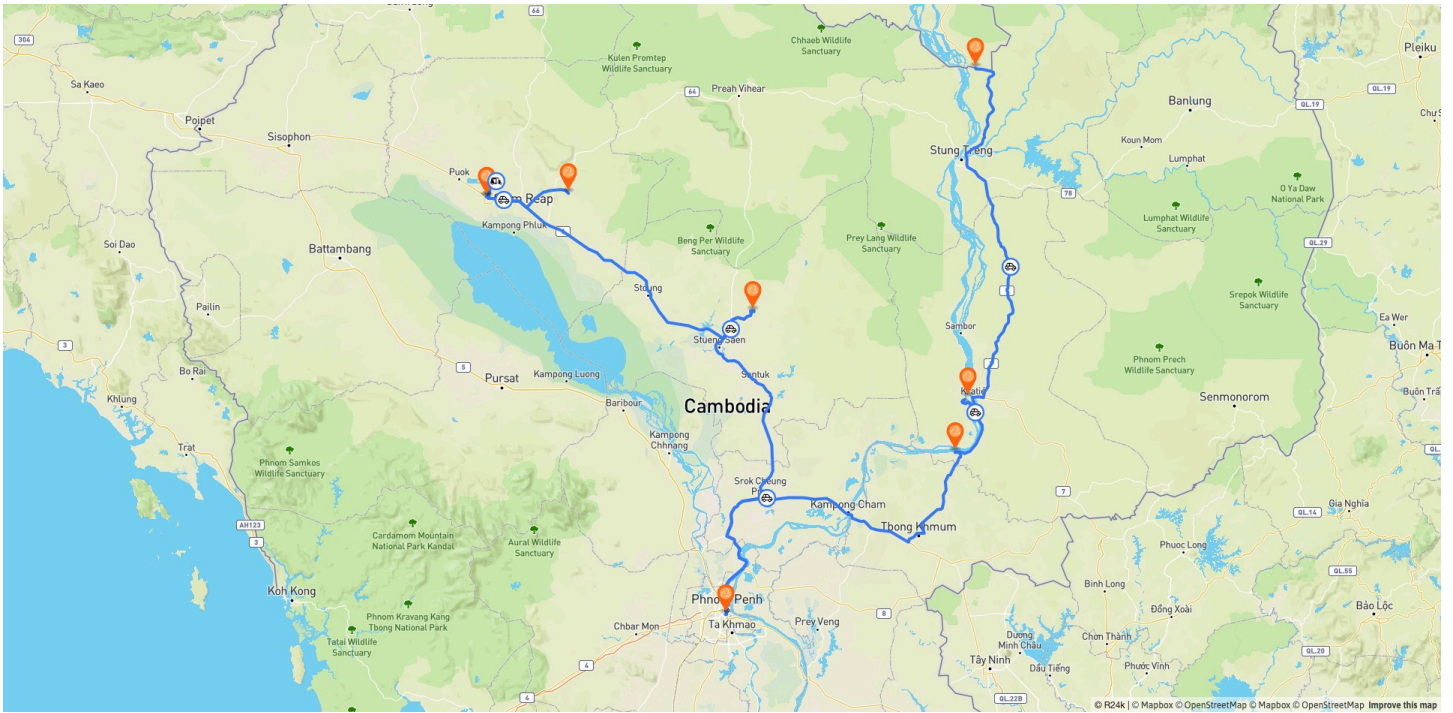 66
304
Chhaeb Wildlife
Sanctuary
Kulen Promtep
Wildlife Sanctuary
Pleiku
Sa Kaeo
64
Preah Vihear
QL.19
QL.19
Banlung
Poipet
Sisophon
Koun Mom
Stung Treng
Lumphat
Puok
78
O Ya Daw
National Park
Kampong Phluk
Lumphat Wildlife
Sanctuary
Beng Per Wildlife
Sanctuary
Prey Lang Wildlife
Sanctuary
Soi Dao
Battambang
QL.29
Stoung
Srepok Wildlife
Sanctuary
Pailin
Ea Wer
Sambor
Stueng Saen
3
Phnom Prech
Wildlife Sanctuary
Bo Rai
5
Pursat
Kampong Luong
Santuk
Khlung
Baribour
Cambodia
Senmonorom
Kampong
Chhnang
Trat
Phnom Samkos
Wildlife Sanctuary
Srok Cheung
7
Kampong Cham
Gia Nghĩa
QL.14
AH123
Cardamom Mountain
National Park Kandal
Aural Wildlife
Sanctuary
Thong Khmum
3
Phuoc Long
QL.55
Binh Long
Koh Kong
Phnom Penh
Phnom Kravang Kang
Thong National Park
Đồng Xoài
Bảo Lộc
8
Chbar Mon
Ta Khmao
Prey Veng
Tatai Wildlife
Sanctuary
Dương
Minh Châu
Chơn Thành
QL.20
Tây Ninh
Dầu Tiếng
Phước Vĩnh
4
4
QL.22B
© R24k | © Mapbox © OpenStreetMap © Mapbox © OpenStreetMap Improve this map